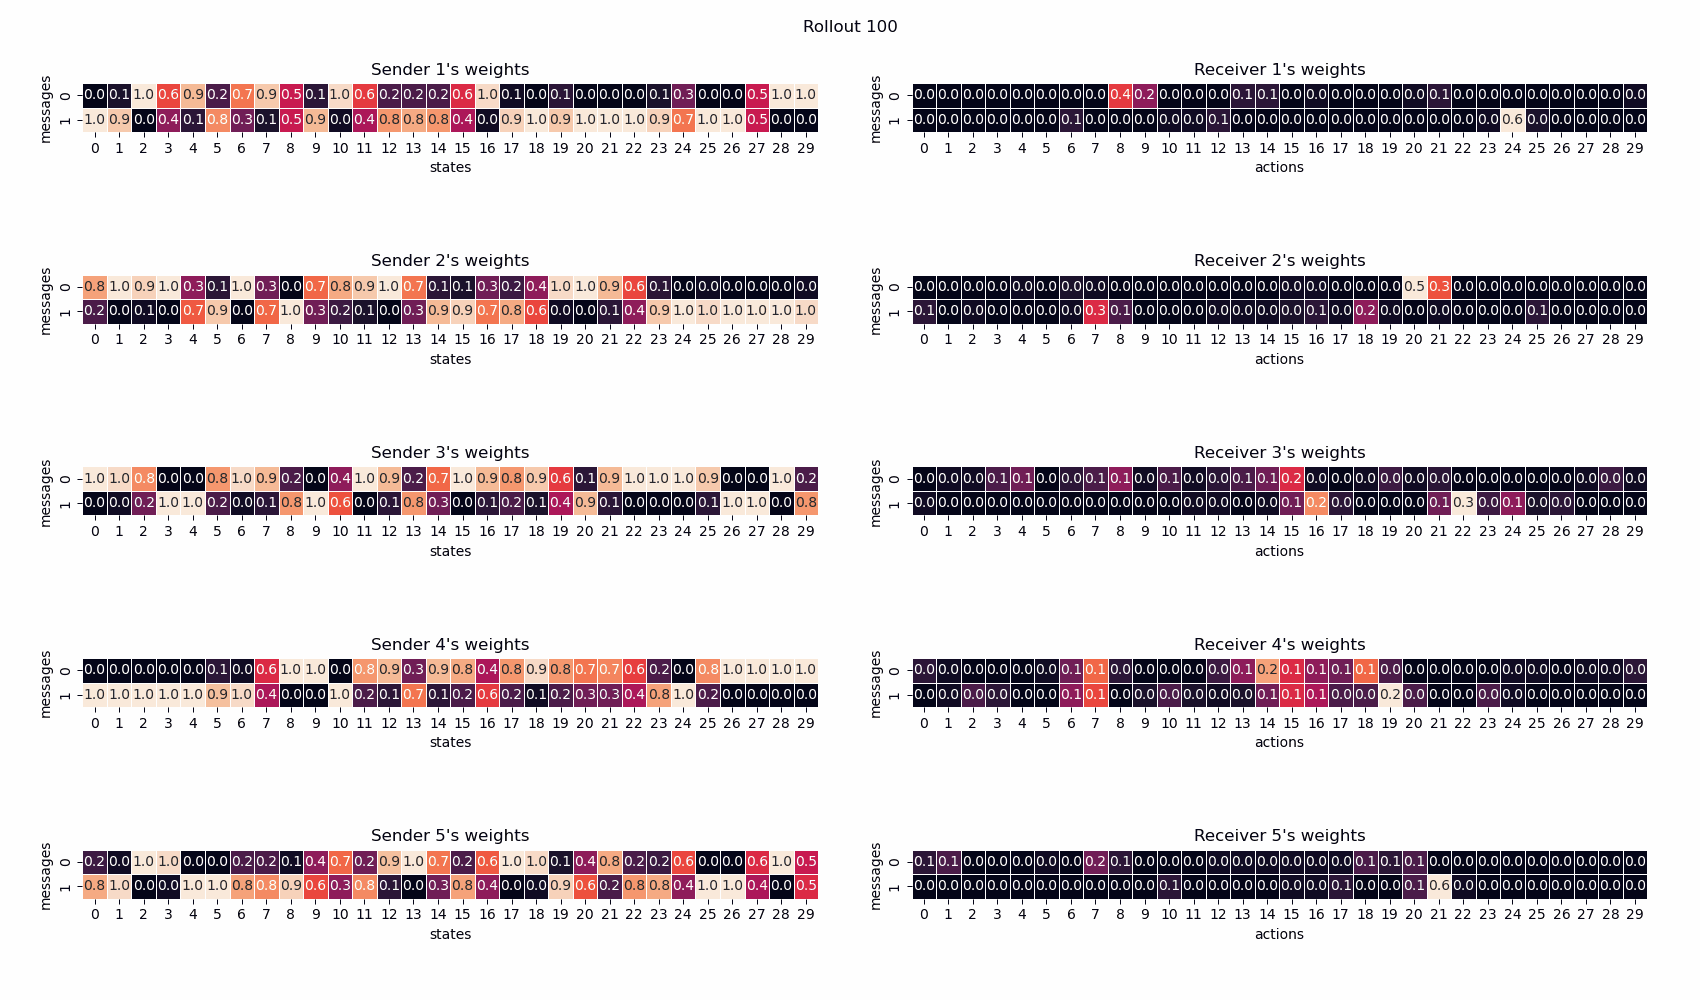 Rollout 100
Sender 1's weights
messages
0 0.0 0.1 1.0 0.6 0.9 0.2 0.7 0.9 0.5 0.1 1.0 0.6 0.2 0.2 0.2 0.6 1.0 0.1 0.0 0.1 0.0 0.0 0.0 0.1 0.3 0.0 0.0 0.5 1.0 1.0
1 1.0 0.9 0.0 0.4 0.1 0.8 0.3 0.1 0.5 0.9 0.0 0.4 0.8 0.8 0.8 0.4 0.0 0.9 1.0 0.9 1.0 1.0 1.0 0.9 0.7 1.0 1.0 0.5 0.0 0.0
0 1 2 3 4 5 6 7 8 9 10 11 12 13 14 15 16 17 18 19 20 21 22 23 24 25 26 27 28 29
states
Receiver 1's weights
messages
0 0.0 0.0 0.0 0.0 0.0 0.0 0.0 0.0 0.4 0.2 0.0 0.0 0.0 0.1 0.1 0.0 0.0 0.0 0.0 0.0 0.0 0.1 0.0 0.0 0.0 0.0 0.0 0.0 0.0 0.0
1 0.0 0.0 0.0 0.0 0.0 0.0 0.1 0.0 0.0 0.0 0.0 0.0 0.1 0.0 0.0 0.0 0.0 0.0 0.0 0.0 0.0 0.0 0.0 0.0 0.6 0.0 0.0 0.0 0.0 0.0
0 1 2 3 4 5 6 7 8 9 10 11 12 13 14 15 16 17 18 19 20 21 22 23 24 25 26 27 28 29
actions
Sender 2's weights
messages
0 0.8 1.0 0.9 1.0 0.3 0.1 1.0 0.3 0.0 0.7 0.8 0.9 1.0 0.7 0.1 0.1 0.3 0.2 0.4 1.0 1.0 0.9 0.6 0.1 0.0 0.0 0.0 0.0 0.0 0.0
1 0.2 0.0 0.1 0.0 0.7 0.9 0.0 0.7 1.0 0.3 0.2 0.1 0.0 0.3 0.9 0.9 0.7 0.8 0.6 0.0 0.0 0.1 0.4 0.9 1.0 1.0 1.0 1.0 1.0 1.0
0 1 2 3 4 5 6 7 8 9 10 11 12 13 14 15 16 17 18 19 20 21 22 23 24 25 26 27 28 29
states
Receiver 2's weights
messages
0 0.0 0.0 0.0 0.0 0.0 0.0 0.0 0.0 0.0 0.0 0.0 0.0 0.0 0.0 0.0 0.0 0.0 0.0 0.0 0.0 0.5 0.3 0.0 0.0 0.0 0.0 0.0 0.0 0.0 0.0
1 0.1 0.0 0.0 0.0 0.0 0.0 0.0 0.3 0.1 0.0 0.0 0.0 0.0 0.0 0.0 0.0 0.1 0.0 0.2 0.0 0.0 0.0 0.0 0.0 0.0 0.1 0.0 0.0 0.0 0.0
0 1 2 3 4 5 6 7 8 9 10 11 12 13 14 15 16 17 18 19 20 21 22 23 24 25 26 27 28 29
actions
Sender 3's weights
messages
0 1.0 1.0 0.8 0.0 0.0 0.8 1.0 0.9 0.2 0.0 0.4 1.0 0.9 0.2 0.7 1.0 0.9 0.8 0.9 0.6 0.1 0.9 1.0 1.0 1.0 0.9 0.0 0.0 1.0 0.2
1 0.0 0.0 0.2 1.0 1.0 0.2 0.0 0.1 0.8 1.0 0.6 0.0 0.1 0.8 0.3 0.0 0.1 0.2 0.1 0.4 0.9 0.1 0.0 0.0 0.0 0.1 1.0 1.0 0.0 0.8
0 1 2 3 4 5 6 7 8 9 10 11 12 13 14 15 16 17 18 19 20 21 22 23 24 25 26 27 28 29
states
Receiver 3's weights
messages
0 0.0 0.0 0.0 0.1 0.1 0.0 0.0 0.1 0.1 0.0 0.1 0.0 0.0 0.1 0.1 0.2 0.0 0.0 0.0 0.0 0.0 0.0 0.0 0.0 0.0 0.0 0.0 0.0 0.0 0.0
1 0.0 0.0 0.0 0.0 0.0 0.0 0.0 0.0 0.0 0.0 0.0 0.0 0.0 0.0 0.0 0.1 0.2 0.0 0.0 0.0 0.0 0.1 0.3 0.0 0.1 0.0 0.0 0.0 0.0 0.0
0 1 2 3 4 5 6 7 8 9 10 11 12 13 14 15 16 17 18 19 20 21 22 23 24 25 26 27 28 29
actions
Sender 4's weights
messages
0 0.0 0.0 0.0 0.0 0.0 0.1 0.0 0.6 1.0 1.0 0.0 0.8 0.9 0.3 0.9 0.8 0.4 0.8 0.9 0.8 0.7 0.7 0.6 0.2 0.0 0.8 1.0 1.0 1.0 1.0
1 1.0 1.0 1.0 1.0 1.0 0.9 1.0 0.4 0.0 0.0 1.0 0.2 0.1 0.7 0.1 0.2 0.6 0.2 0.1 0.2 0.3 0.3 0.4 0.8 1.0 0.2 0.0 0.0 0.0 0.0
0 1 2 3 4 5 6 7 8 9 10 11 12 13 14 15 16 17 18 19 20 21 22 23 24 25 26 27 28 29
states
Receiver 4's weights
messages
0 0.0 0.0 0.0 0.0 0.0 0.0 0.1 0.1 0.0 0.0 0.0 0.0 0.0 0.1 0.2 0.1 0.1 0.1 0.1 0.0 0.0 0.0 0.0 0.0 0.0 0.0 0.0 0.0 0.0 0.0
1 0.0 0.0 0.0 0.0 0.0 0.0 0.1 0.1 0.0 0.0 0.0 0.0 0.0 0.0 0.1 0.1 0.1 0.0 0.0 0.2 0.0 0.0 0.0 0.0 0.0 0.0 0.0 0.0 0.0 0.0
0 1 2 3 4 5 6 7 8 9 10 11 12 13 14 15 16 17 18 19 20 21 22 23 24 25 26 27 28 29
actions
Sender 5's weights
messages
0 0.2 0.0 1.0 1.0 0.0 0.0 0.2 0.2 0.1 0.4 0.7 0.2 0.9 1.0 0.7 0.2 0.6 1.0 1.0 0.1 0.4 0.8 0.2 0.2 0.6 0.0 0.0 0.6 1.0 0.5
1 0.8 1.0 0.0 0.0 1.0 1.0 0.8 0.8 0.9 0.6 0.3 0.8 0.1 0.0 0.3 0.8 0.4 0.0 0.0 0.9 0.6 0.2 0.8 0.8 0.4 1.0 1.0 0.4 0.0 0.5
0 1 2 3 4 5 6 7 8 9 10 11 12 13 14 15 16 17 18 19 20 21 22 23 24 25 26 27 28 29
states
Receiver 5's weights
messages
0 0.1 0.1 0.0 0.0 0.0 0.0 0.0 0.2 0.1 0.0 0.0 0.0 0.0 0.0 0.0 0.0 0.0 0.0 0.1 0.1 0.1 0.0 0.0 0.0 0.0 0.0 0.0 0.0 0.0 0.0
1 0.0 0.0 0.0 0.0 0.0 0.0 0.0 0.0 0.0 0.0 0.1 0.0 0.0 0.0 0.0 0.0 0.0 0.1 0.0 0.0 0.1 0.6 0.0 0.0 0.0 0.0 0.0 0.0 0.0 0.0
0 1 2 3 4 5 6 7 8 9 10 11 12 13 14 15 16 17 18 19 20 21 22 23 24 25 26 27 28 29
actions